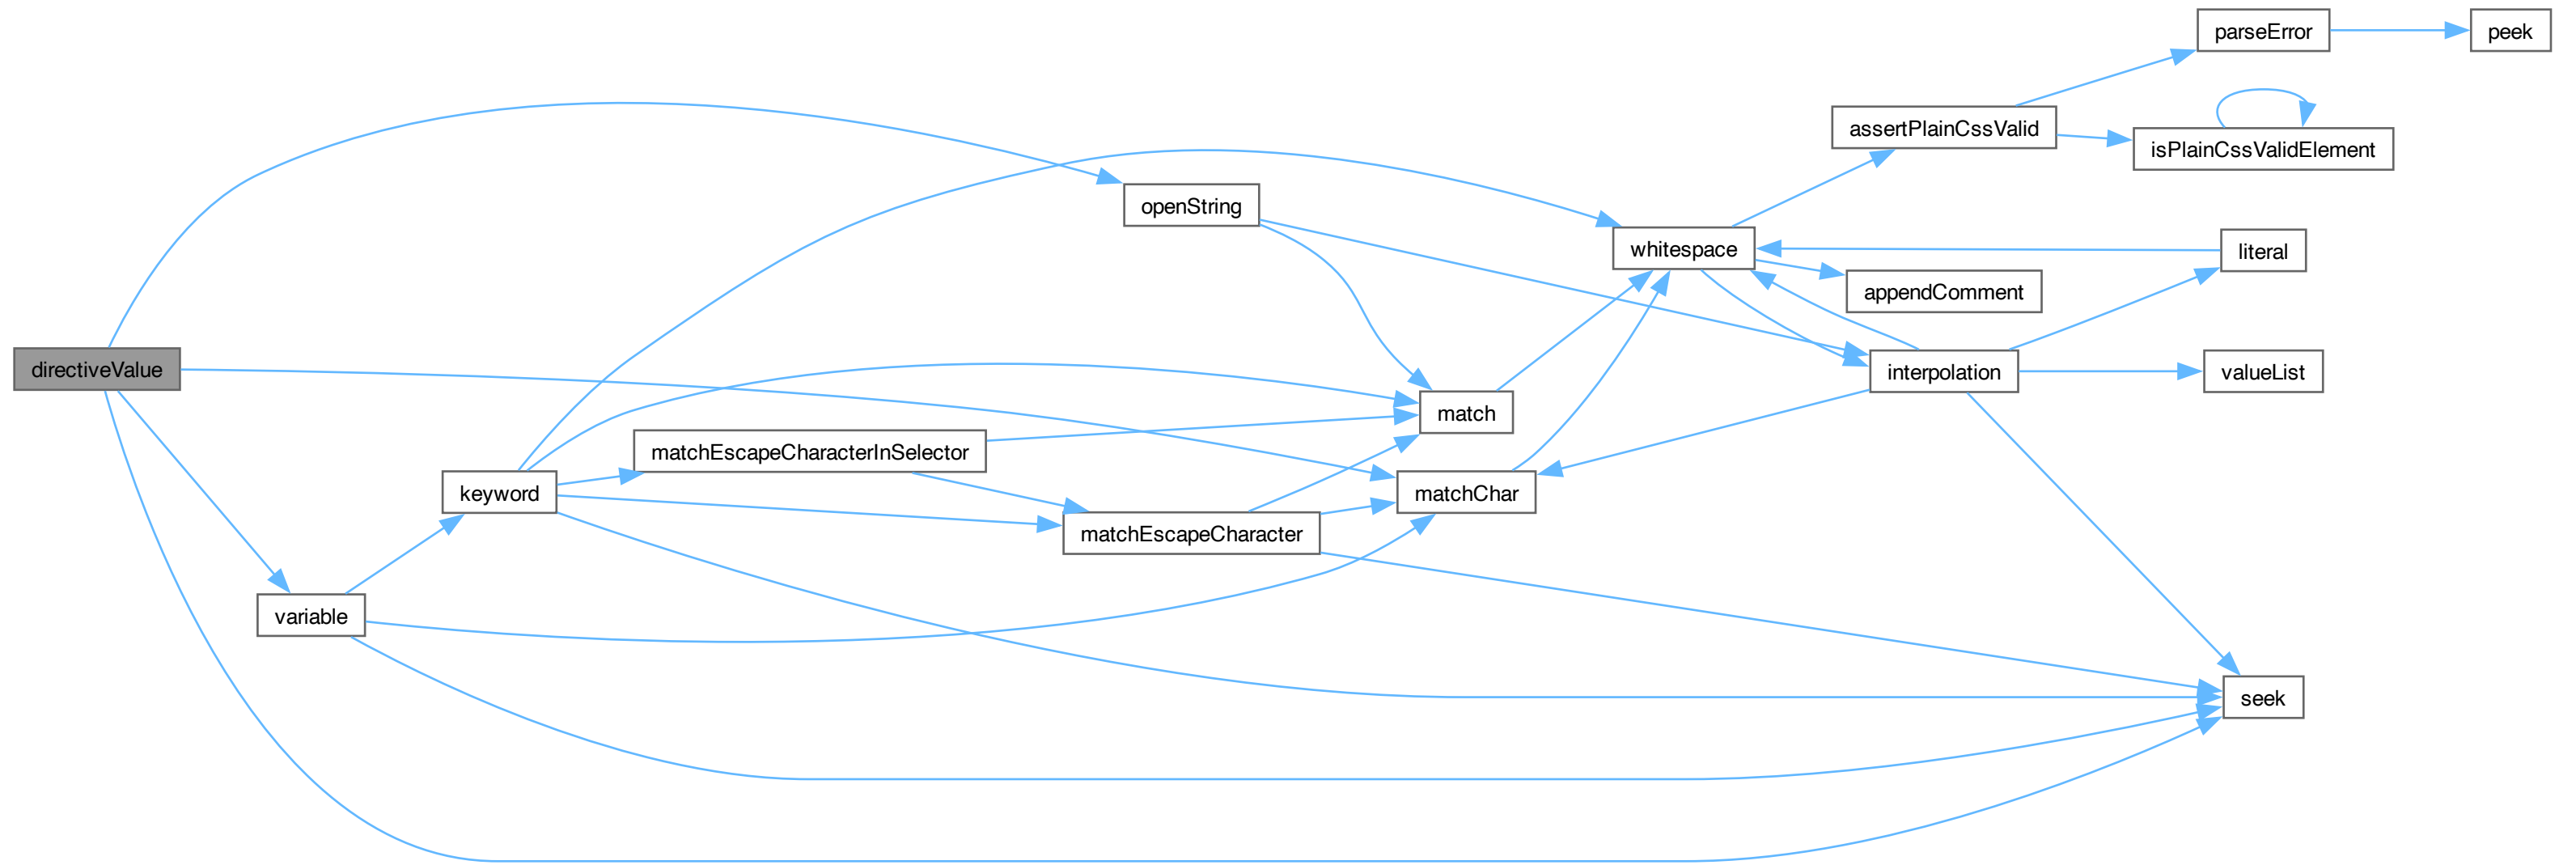 parseError
peek
assertPlainCssValid
isPlainCssValidElement
openString
whitespace
literal
appendComment
directiveValue
interpolation
valueList
match
matchEscapeCharacterInSelector
keyword
matchChar
matchEscapeCharacter
variable
seek